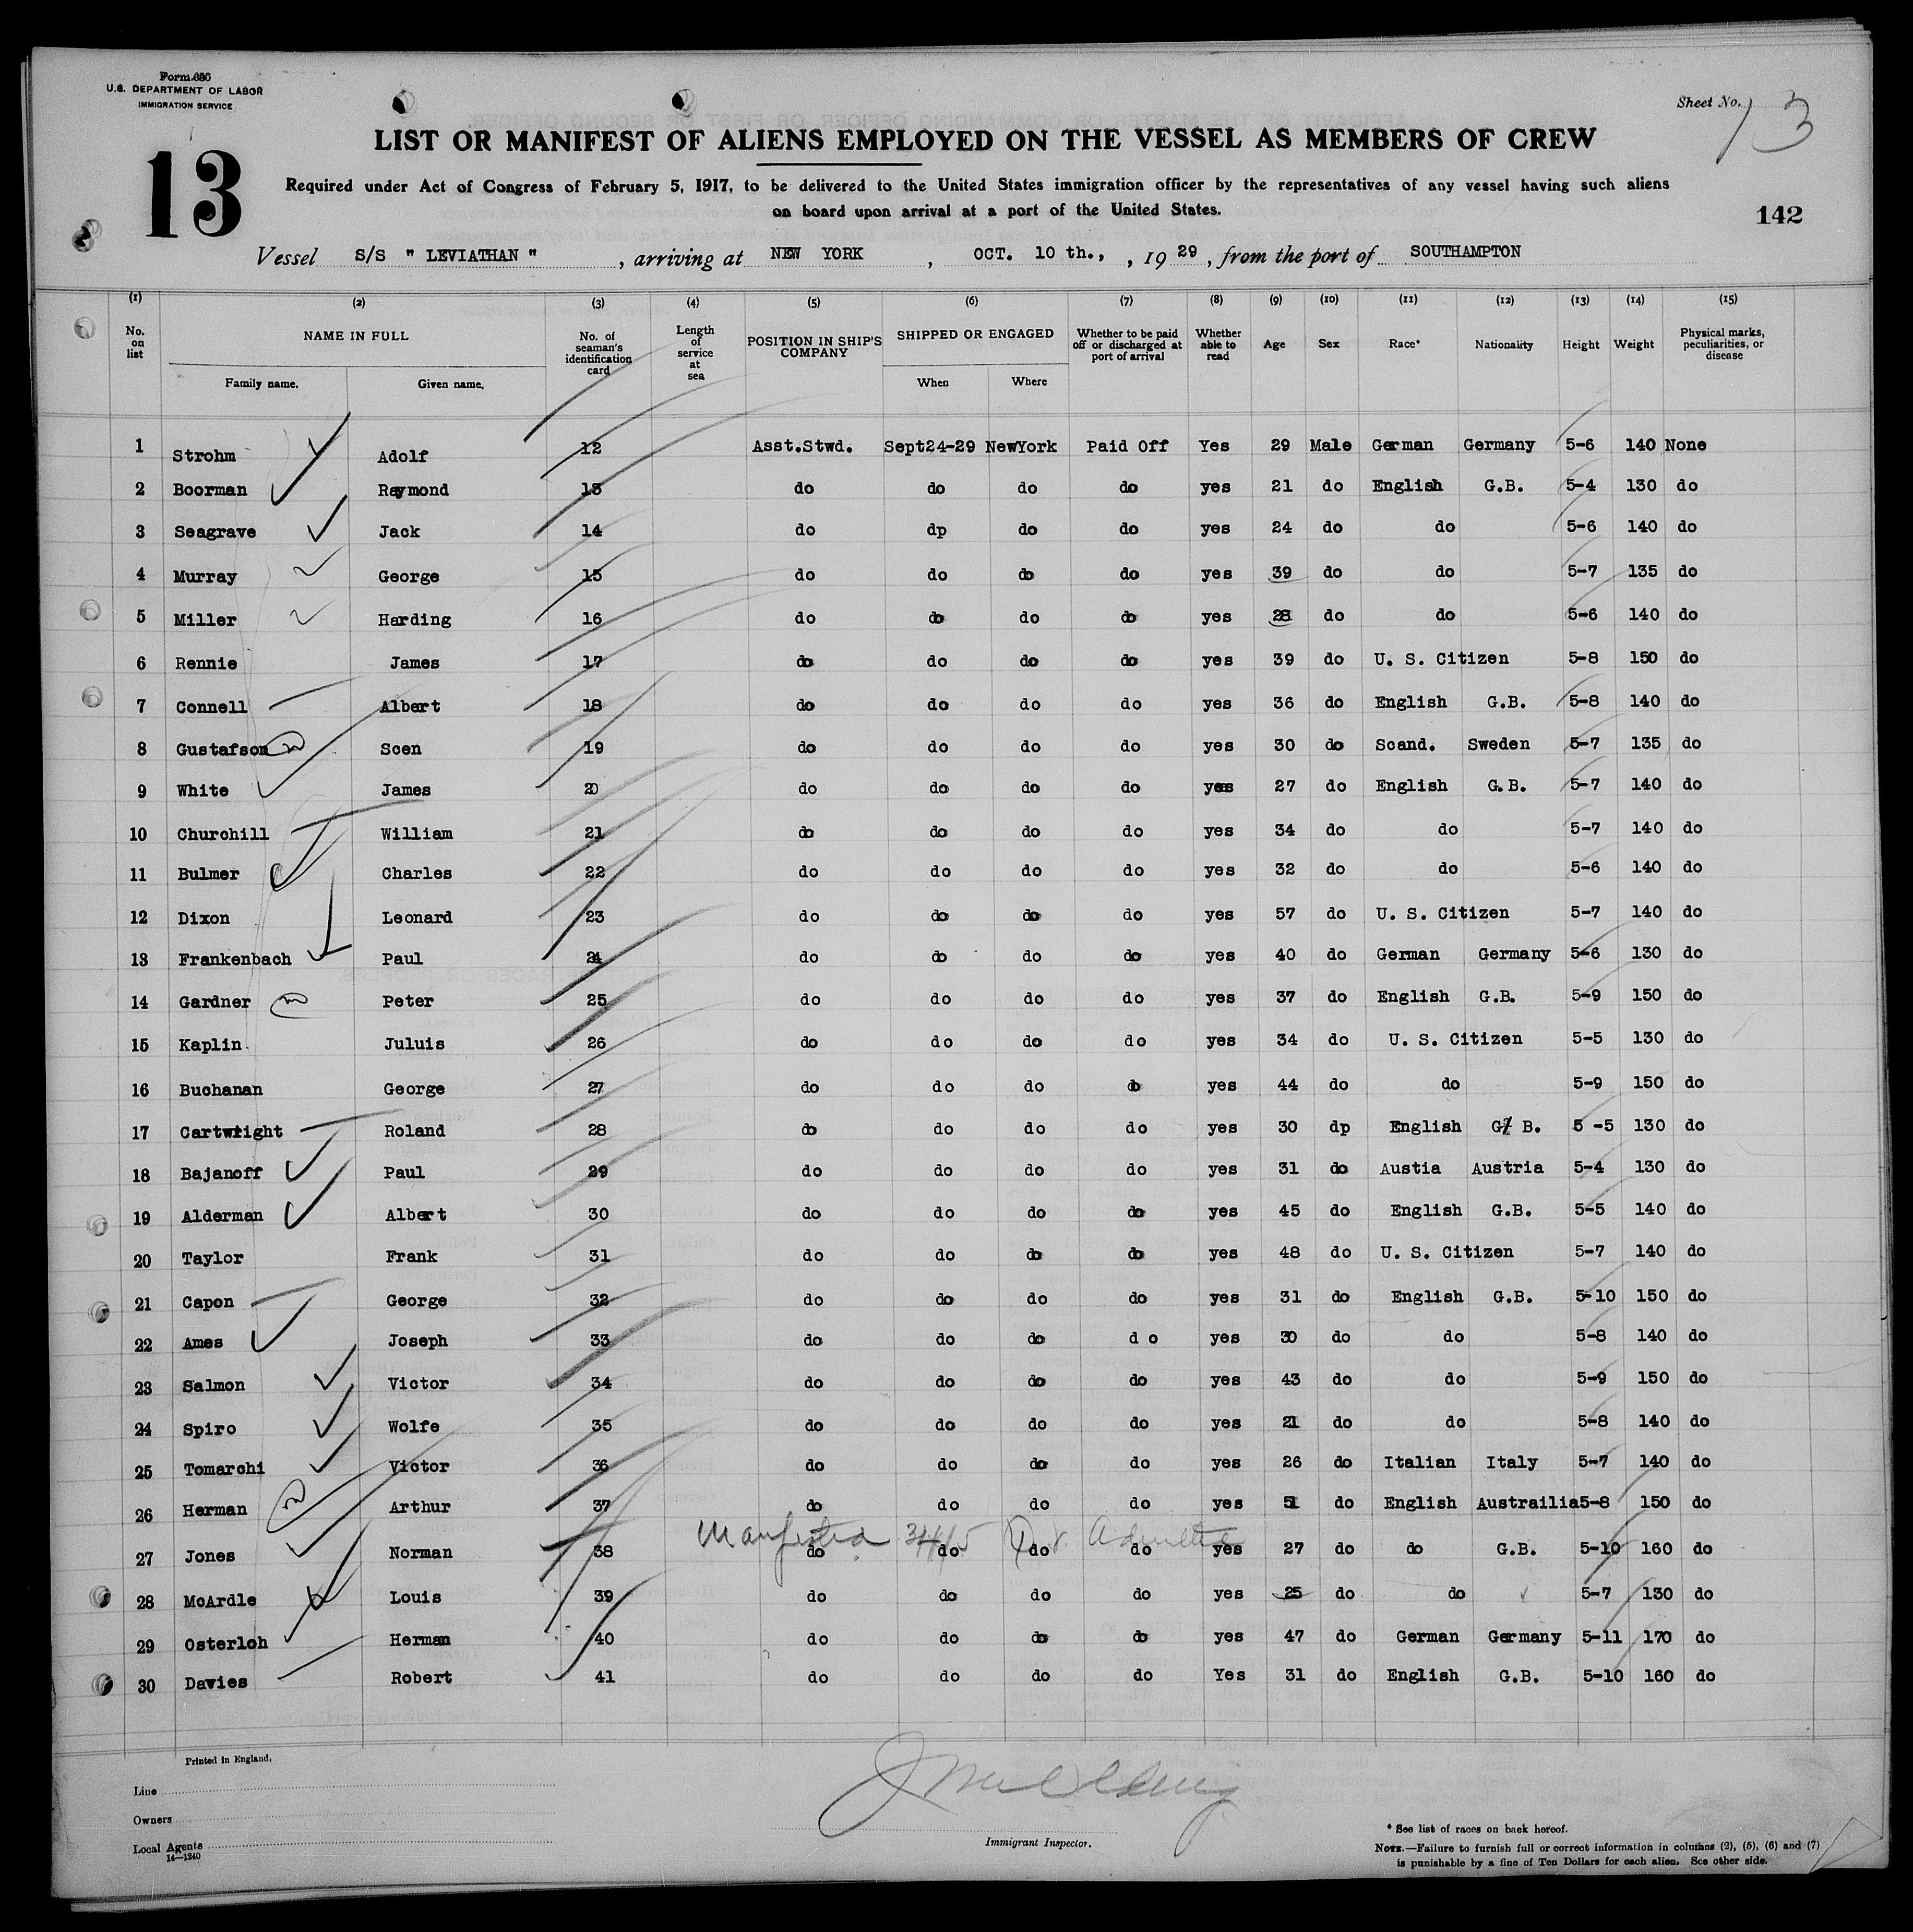 Form 680
U.S. DEPARTMENT OF LABOR
IMMIGRATION SERVICE
Sheet No. 13
LIST OR MANIFEST OF ALIENS EMPLOYED ON THE VESSEL AS MEMBERS OF CREW
13
Required under Act of Congress of February 5, 1917, to be delivered to the United States immigration officer by the representatives of any vessel having such aliens
on board upon arrival at a port of the United States.
142
Vessel S/S " LEVIATHAN " , arriving at NEW YORK , OCT. 10 th., , 19 29 , from the port of SOUTHAMPTON
(1) (2) (3) (4) (5) (6) (7) (8) (9) (10) (11) (12) (13) (14) (15)
No. on list NAME IN FULL No. of seaman's identification card Length of service at sea POSITION IN SHIP'S COMPANY SHIPPED OR ENGAGED Whether to be paid off or discharged at port of arrival Whether able to read Age Sex Race* Nationality Height Weight Physical marks, peculiarities, or disease
Family name. Given name. When Where
1 Strohm Adolf 12 Asst.Stwd. Sept24-29 NewYork Paid Off Yes 29 Male German Germany 5-6 140 None
2 Boorman Raymond 13 do do do do yes 21 do English G.B. 5-4 130 do
3 Seagrave Jack 14 do dp do do yes 24 do do 5-6 140 do
4 Murray George 15 do do do do yes 39 do do 5-7 135 do
5 Miller Harding 16 do do do do yes 28 do do 5-6 140 do
6 Rennie James 17 do do do do yes 39 do U. S. Citizen 5-8 150 do
7 Connell Albert 18 do do do do yes 36 do English G.B. 5-8 140 do
8 Gustafson Scen 19 do do do do yes 30 do Scand. Sweden 5-7 135 do
9 White James 20 do do do do yes 27 do English G.B. 5-7 140 do
10 Churchill William 21 do do do do yes 34 do do 5-7 140 do
11 Bulmer Charles 22 do do do do yes 32 do do 5-6 140 do
12 Dixon Leonard 23 do do do do yes 57 do U. S. Citizen 5-7 140 do
13 Frankenbach Paul 24 do do do do yes 40 do German Germany 5-6 130 do
14 Gardner Peter 25 do do do do yes 37 do English G.B. 5-9 150 do
15 Kaplin Juluis 26 do do do do yes 34 do U. S. Citizen 5-5 130 do
16 Buchanan George 27 do do do do yes 44 do do 5-9 150 do
17 Cartwright Roland 28 do do do do yes 30 dp English G B. 5 -5 130 do
18 Bajanoff Paul 29 do do do do yes 31 do Austia Austria 5-4 130 do
19 Alderman Albert 30 do do do do yes 45 do English G.B. 5-5 140 do
20 Taylor Frank 31 do do do do yes 48 do U. S. Citizen 5-7 140 do
21 Capon George 32 do do do do yes 31 do English G.B. 5-10 150 do
22 Ames Joseph 33 do do do d o yes 30 do do 5-8 140 do
23 Salmon Victor 34 do do do do yes 43 do do 5-9 150 do
24 Spiro Wolfe 35 do do do do yes 21 do do 5-8 140 do
25 Tomarchi Victor 36 do do do do yes 26 do Italian Italy 5-7 140 do
26 Herman Arthur 37 do do do do yes 51 do English Austrailia 5-8 150 do
Manifested Admitted
27 Jones Norman 38 do do do do yes 27 do do G.B. 5-10 160 do
28 McArdle Louis 39 do do do do yes 25 do do 5-7 130 do
29 Osterloh Herman 40 do do do do yes 47 do German Germany 5-11 170 do
30 Davies Robert 41 do do do do Yes 31 do English G.B. 5-10 160 do
Printed in England.
Line
Owners
Local Agents
14—1240
Immigrant Inspector.
* See list of races on back hereof.
NOTE.—Failure to furnish full or correct information in columns (2), (5), (6) and (7)
is punishable by a fine of Ten Dollars for each alien. See other side.